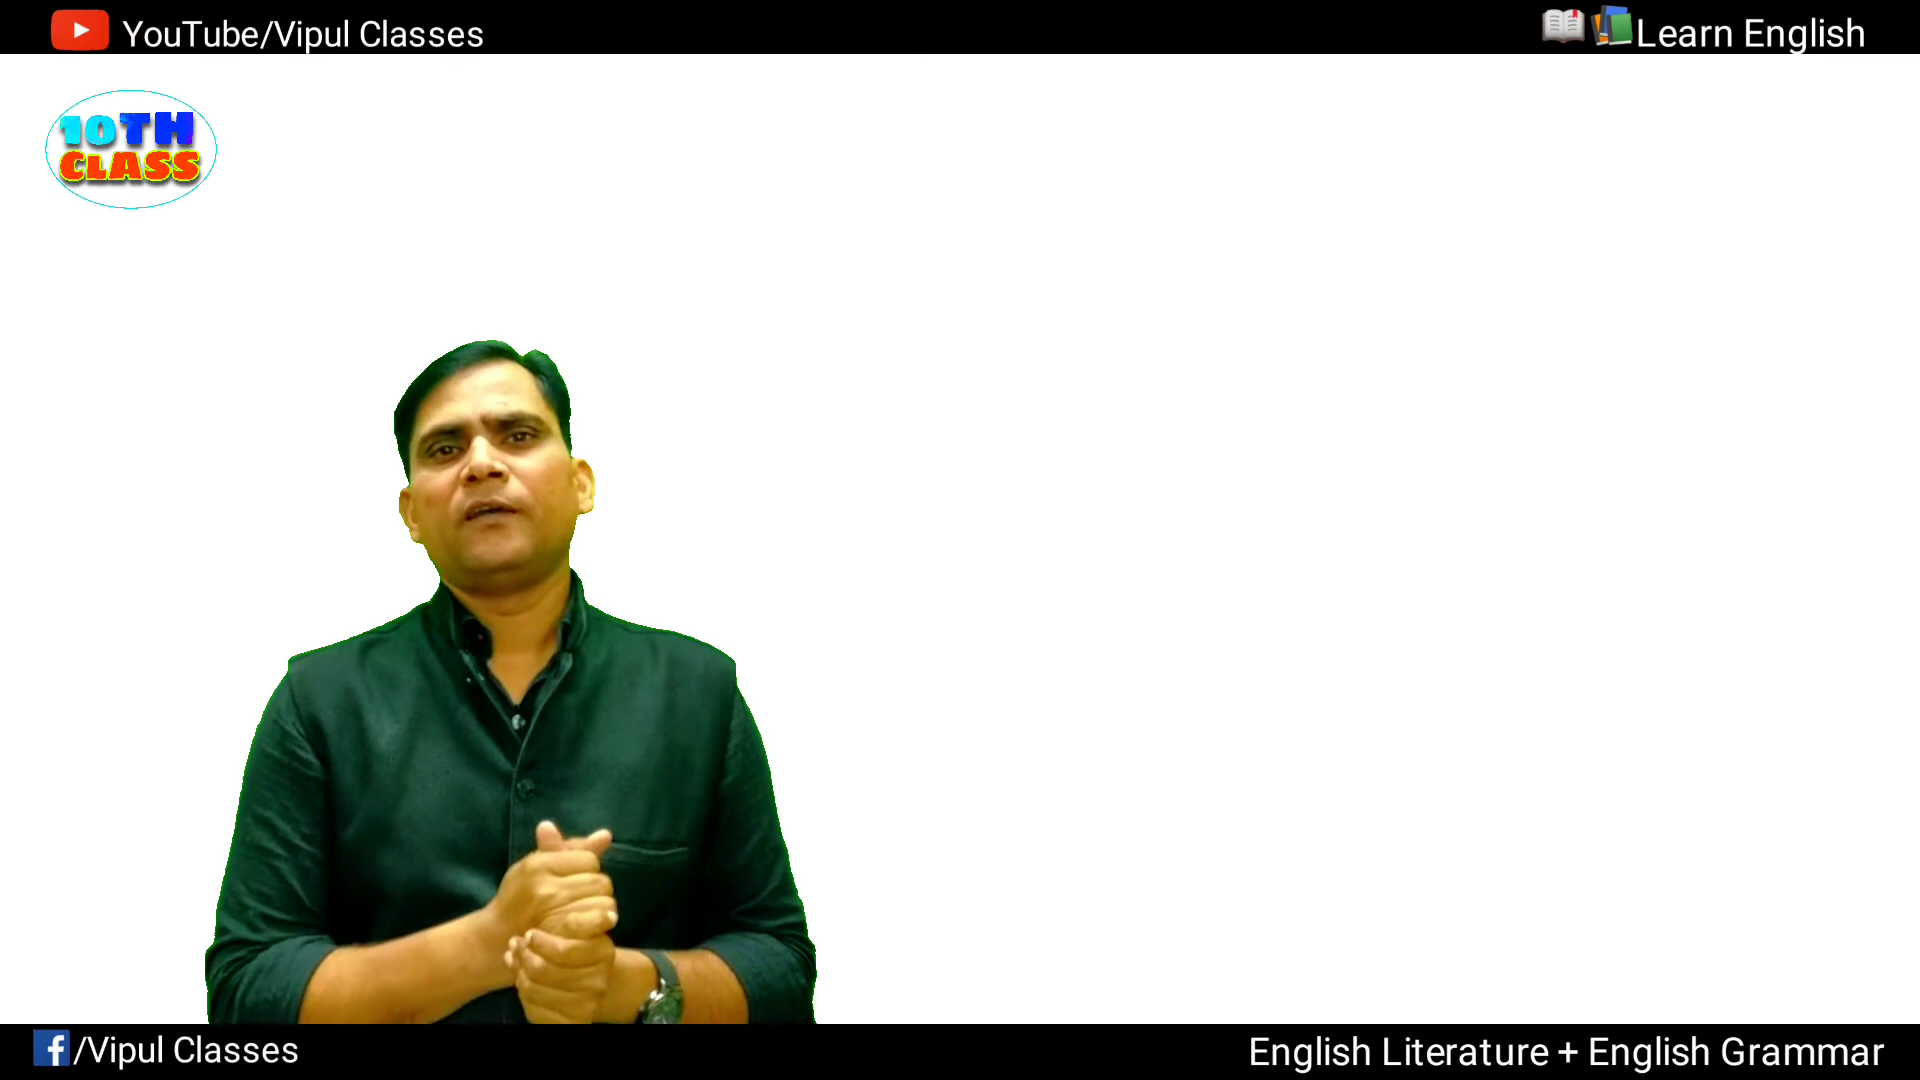 YouTube/Vipul Classes
Learn English
10TH
CLASS
f/Vipul Classes
English Literature + English Grammar